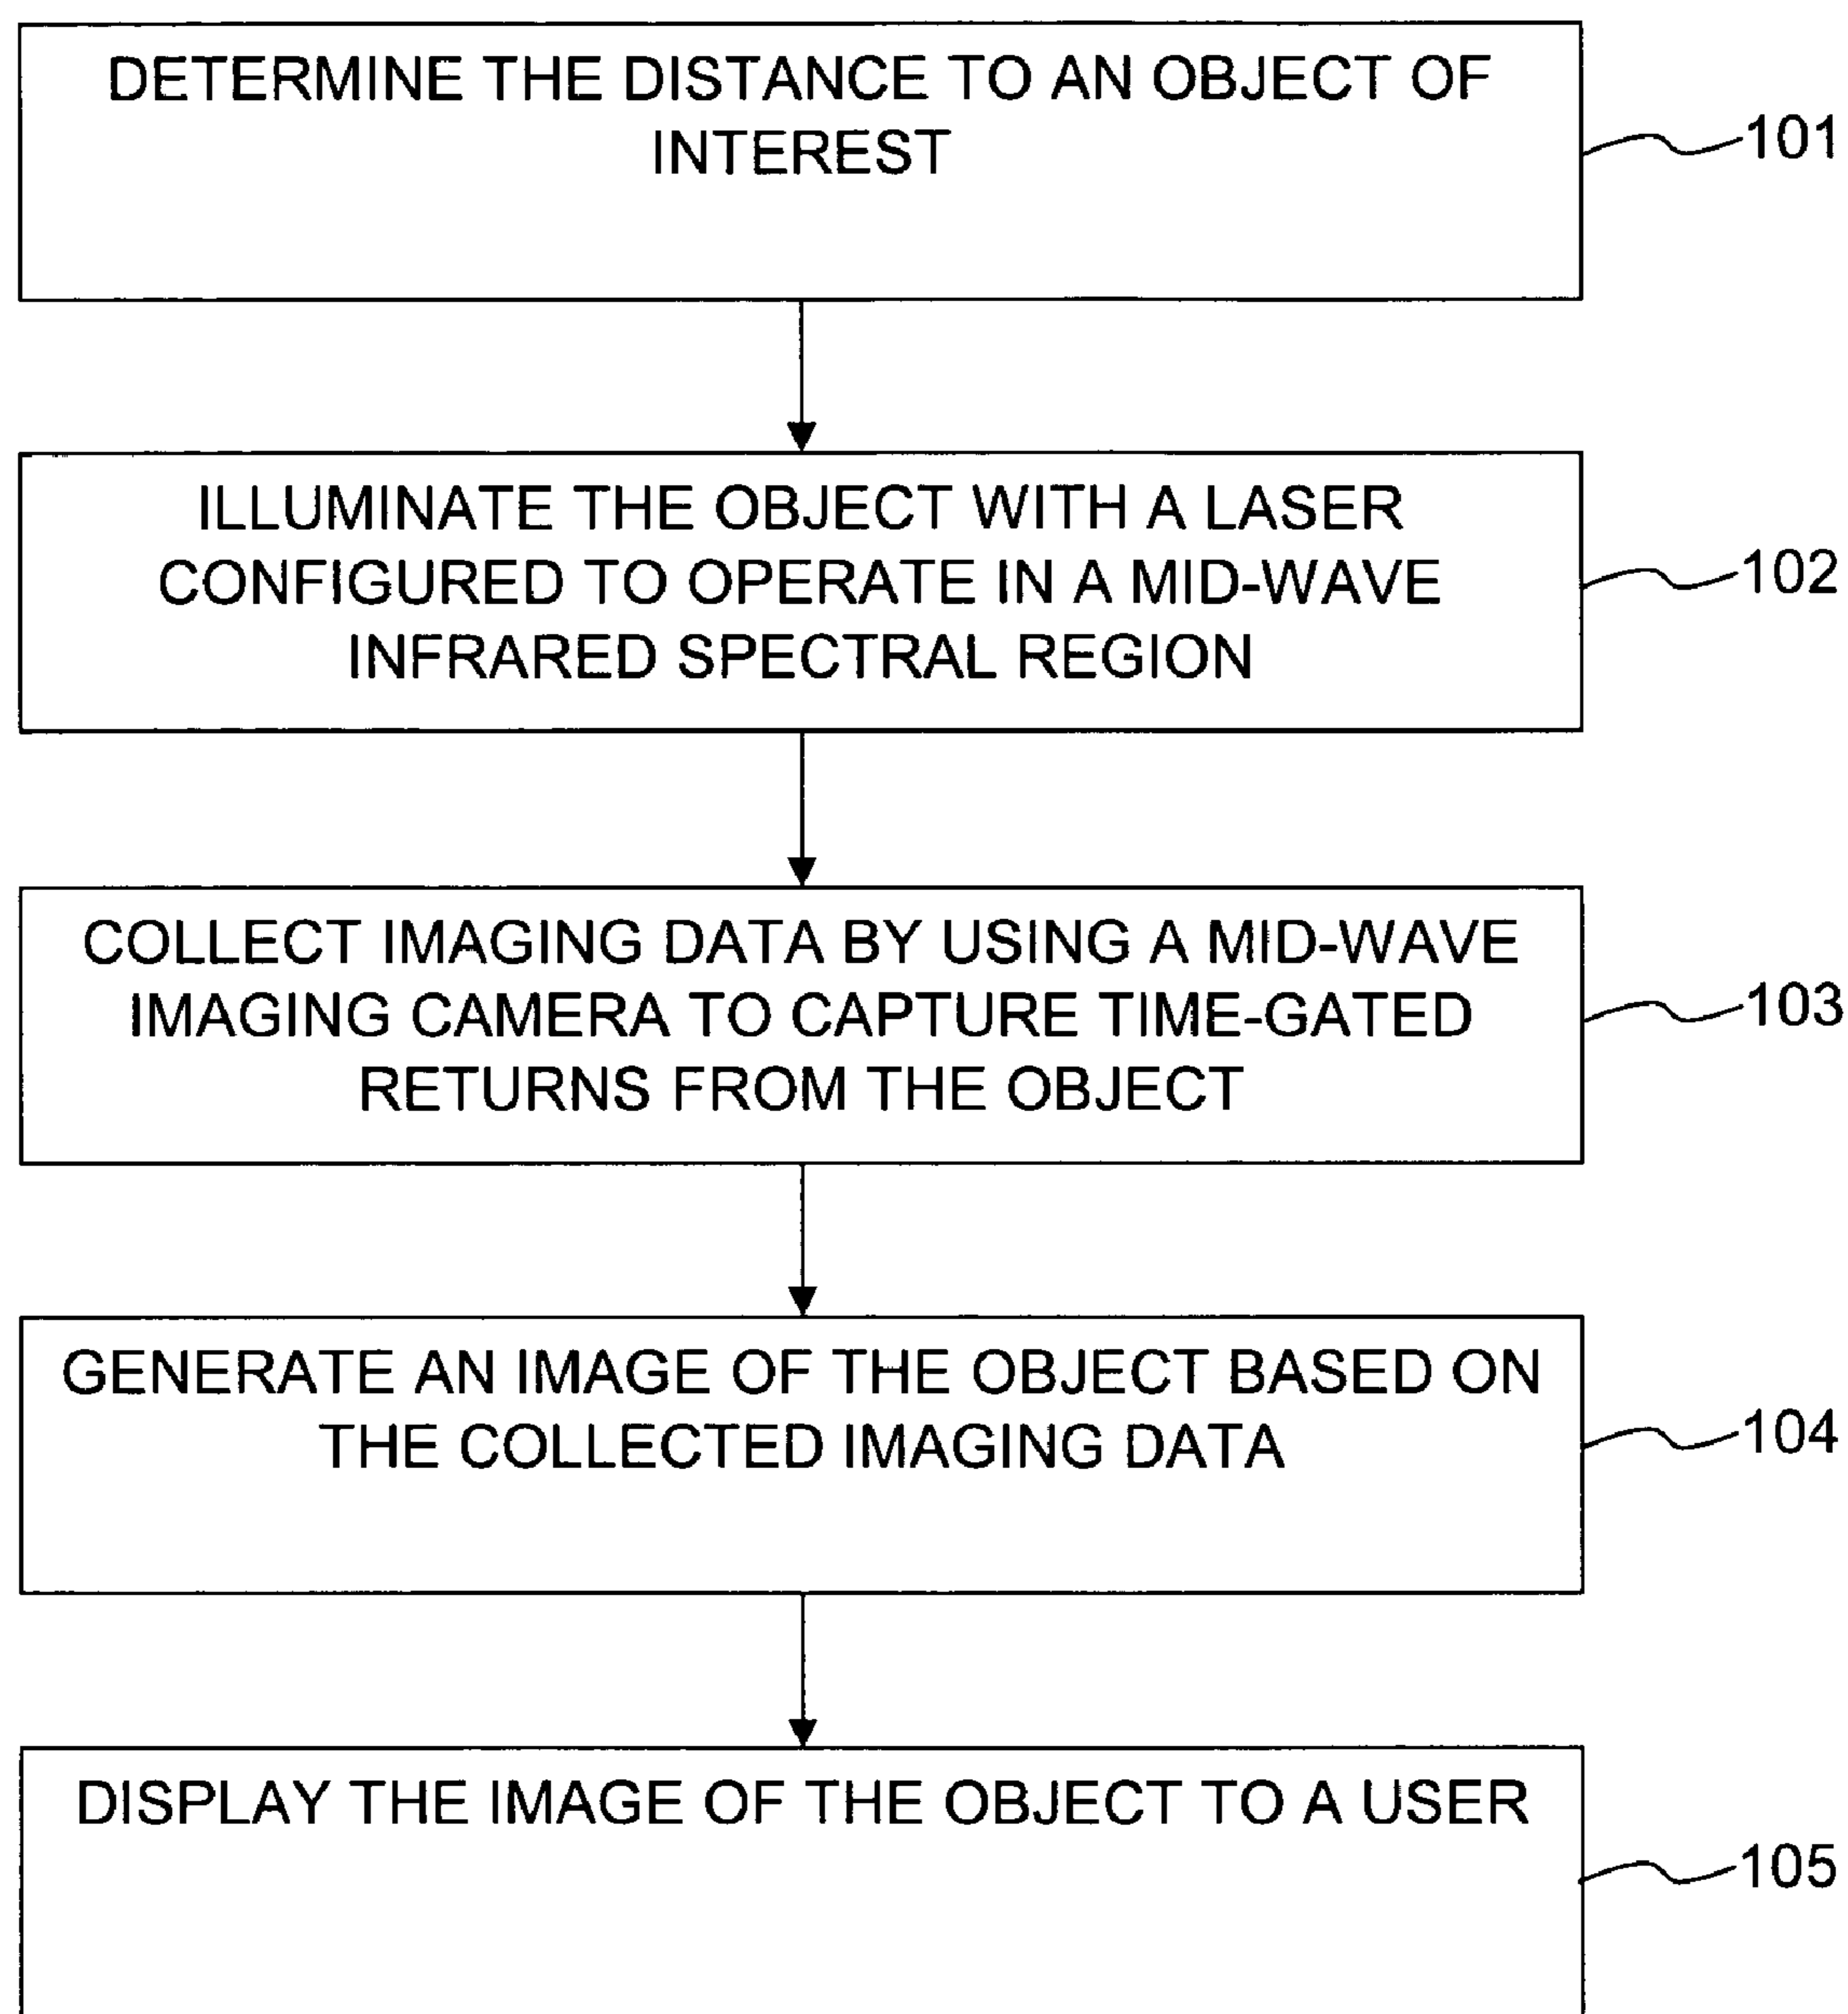 DETERMINE THE DISTANCE TO AN OBJECT OF
INTEREST
101
ILLUMINATE THE OBJECT WITH A LASER
CONFIGURED TO OPERATE IN A MID-WAVE
INFRARED SPECTRAL REGION
102
COLLECT IMAGING DATA BY USING A MID-WAVE
IMAGING CAMERA TO CAPTURE TIME-GATED
RETURNS FROM THE OBJECT
103
GENERATE AN IMAGE OF THE OBJECT BASED ON
THE COLLECTED IMAGING DATA
104
DISPLAY THE IMAGE OF THE OBJECT TO A USER
105